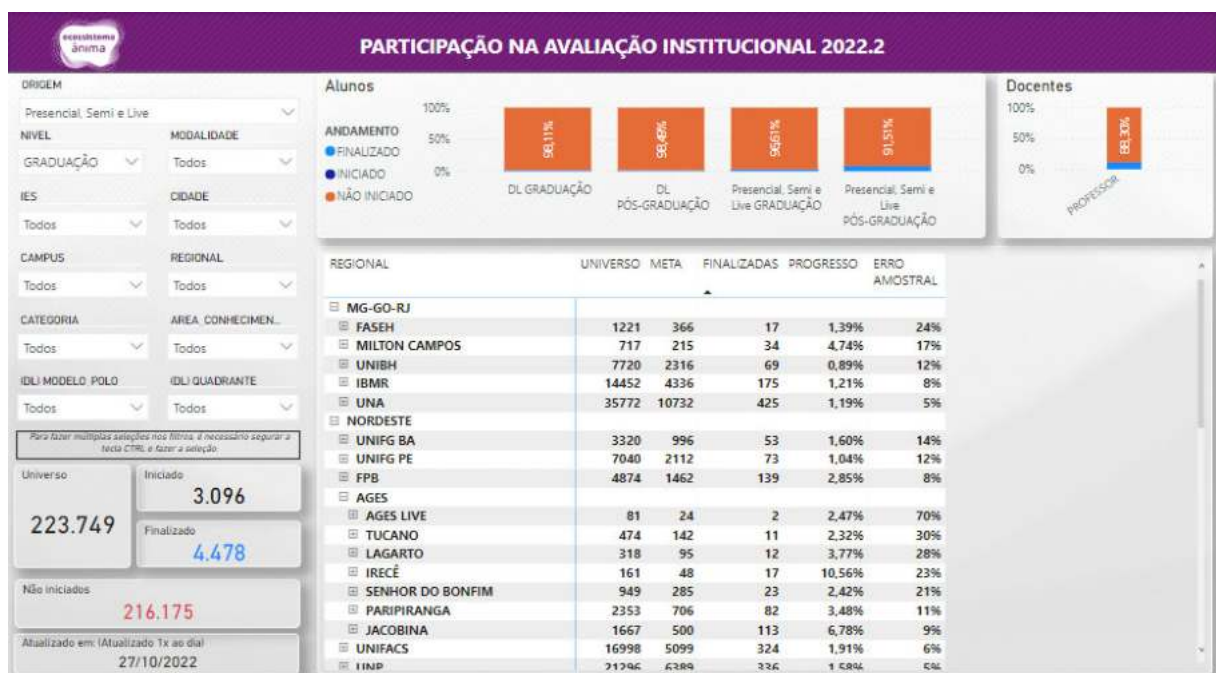 ecossistema
ânima
PARTICIPAÇÃO NA AVALIAÇÃO INSTITUCIONAL 2022.2
ORIGEM
Presencial, Semi e Live
NIVEL MODALIDADE
GRADUAÇÃO Todos
IES CIDADE
Todos Todos
CAMPUS REGIONAL
Todos Todos
CATEGORIA AREA_CONHECIMEN...
Todos Todos
(DL) MODELO_POLO (DL) QUADRANTE
Todos Todos
Para fazer múltiplas seleções nos filtros, é necessário segurar a
tecla CTRL e fazer a seleção
Universo
223.749
Iniciado
3.096
Finalizado
4.478
Não iniciados
216.175
Atualizado em: (Atualizado 1x ao dia)
27/10/2022
Alunos
ANDAMENTO
FINALIZADO
INICIADO
NÃO INICIADO
100%
50%
0%
98,11% 98,48% 96,61% 91,51%
DL GRADUAÇÃO
DL
PÓS-GRADUAÇÃO
Presencial, Semi e
Live GRADUAÇÃO
Presencial, Semi e
Live
PÓS-GRADUAÇÃO
Docentes
100%
50%
0%
88,30%
PROFESSOR
REGIONAL UNIVERSO META FINALIZADAS PROGRESSO ERRO
AMOSTRAL
MG-GO-RJ
FASEH 1221 366 17 1,39% 24%
MILTON CAMPOS 717 215 34 4,74% 17%
UNIBH 7720 2316 69 0,89% 12%
IBMR 14452 4336 175 1,21% 8%
UNA 35772 10732 425 1,19% 5%
NORDESTE
UNIFG BA 3320 996 53 1,60% 14%
UNIFG PE 7040 2112 73 1,04% 12%
FPB 4874 1462 139 2,85% 8%
AGES
AGES LIVE 81 24 2 2,47% 70%
TUCANO 474 142 11 2,32% 30%
LAGARTO 318 95 12 3,77% 28%
IRECÊ 161 48 17 10,56% 23%
SENHOR DO BONFIM 949 285 23 2,42% 21%
PARIPIRANGA 2353 706 82 3,48% 11%
JACOBINA 1667 500 113 6,78% 9%
UNIFACS 16998 5099 324 1,91% 6%
UNP 21296 6389 336 1,58% 5%